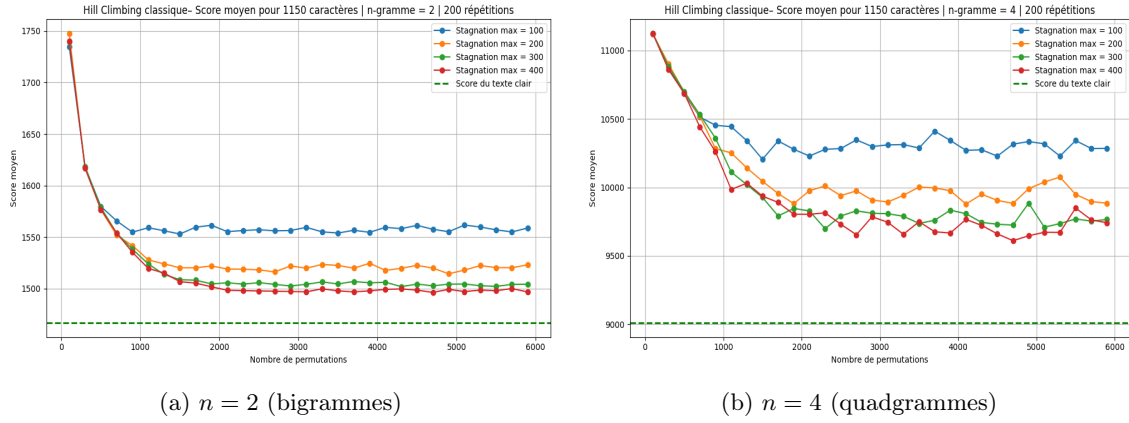 Hill Climbing classique– Score moyen pour 1150 caractères | n-gramme = 2 | 200 répétitions
Score moyen
1750
1700
1650
1600
1550
1500
Stagnation max = 100
Stagnation max = 200
Stagnation max = 300
Stagnation max = 400
Score du texte clair
0
1000
2000
3000
4000
5000
6000
Nombre de permutations
(a) n = 2 (bigrammes)
Hill Climbing classique– Score moyen pour 1150 caractères | n-gramme = 4 | 200 répétitions
Score moyen
11000
10500
10000
9500
9000
Stagnation max = 100
Stagnation max = 200
Stagnation max = 300
Stagnation max = 400
Score du texte clair
0
1000
2000
3000
4000
5000
6000
Nombre de permutations
(b) n = 4 (quadgrammes)